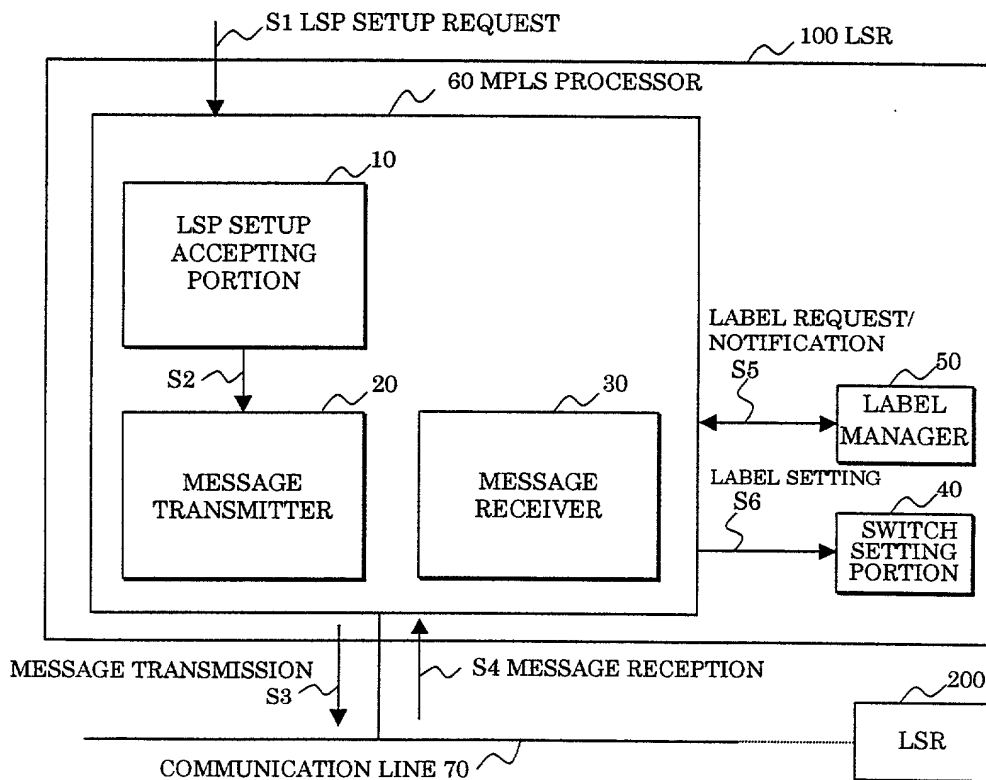 S1 LSP SETUP REQUEST
100 LSR
60 MPLS PROCESSOR
10
LSP SETUP
ACCEPTING
PORTION
S2
20
30
MESSAGE
TRANSMITTER
MESSAGE
RECEIVER
LABEL REQUEST/
NOTIFICATION
S5
50
LABEL
MANAGER
LABEL SETTING
S6
40
SWITCH
SETTING
PORTION
MESSAGE TRANSMISSION
S3
S4 MESSAGE RECEPTION
200
LSR
COMMUNICATION LINE 70